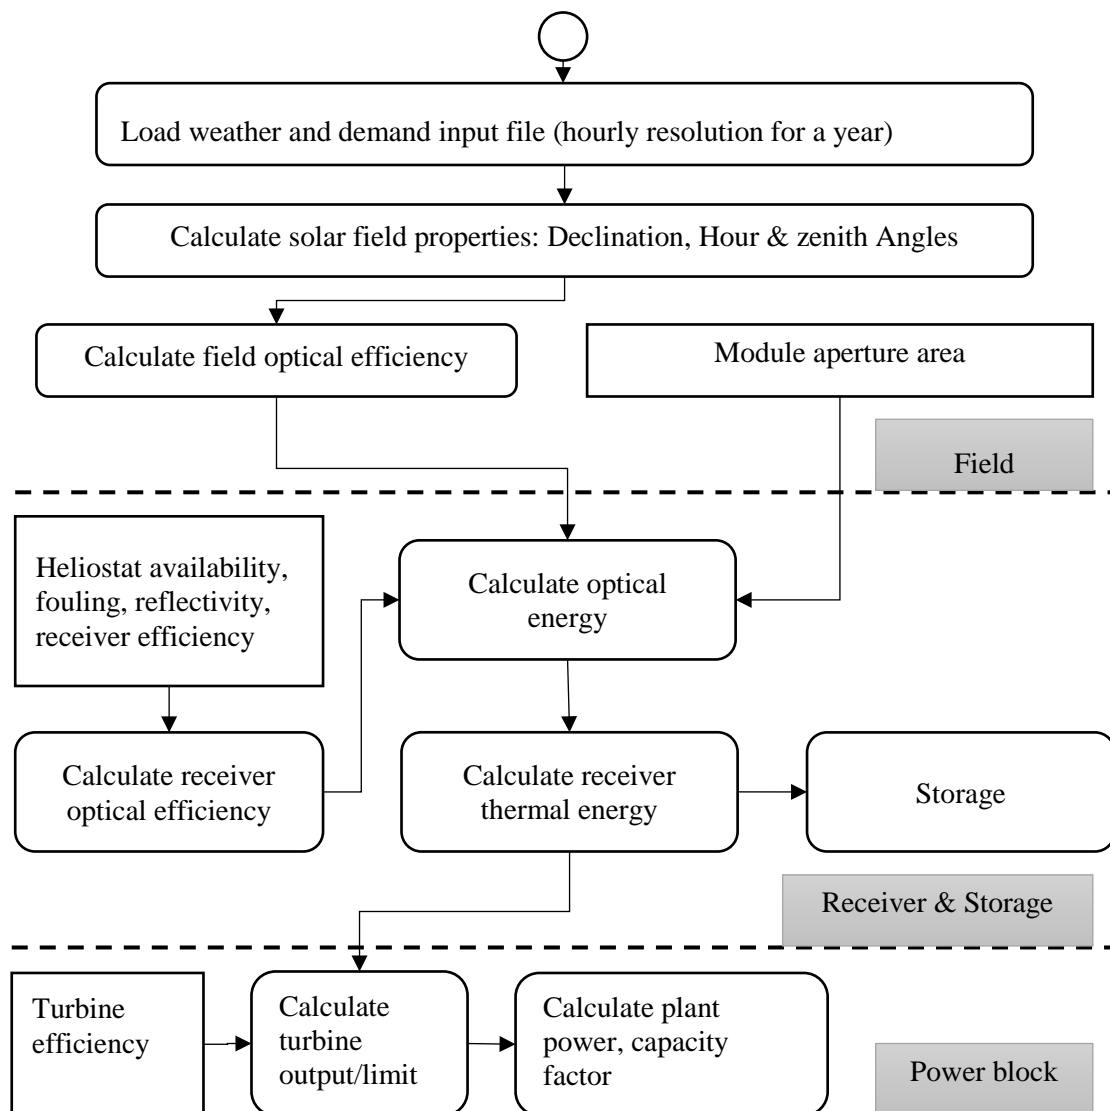 Load weather and demand input file (hourly resolution for a year)
Calculate solar field properties: Declination, Hour & zenith Angles
Calculate field optical efficiency
Module aperture area
Field
Heliostat availability,
fouling, reflectivity,
receiver efficiency
Calculate optical
energy
Calculate receiver
optical efficiency
Calculate receiver
thermal energy
Storage
Receiver & Storage
Turbine
efficiency
Calculate
turbine
output/limit
Calculate plant
power, capacity
factor
Power block